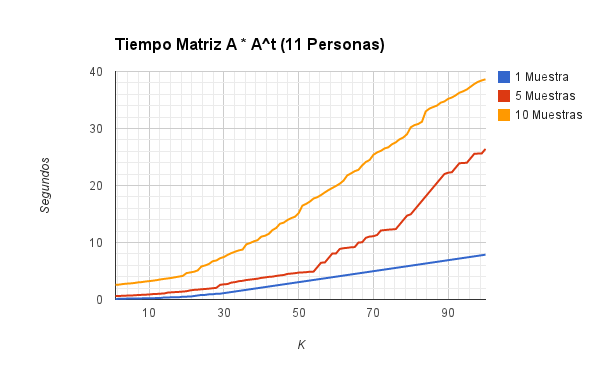 Tiempo Matriz A * A^t (11 Personas)
40
30
20
10
0
Segundos
10
30
50
70
90
K
1 Muestra
5 Muestras
10 Muestras